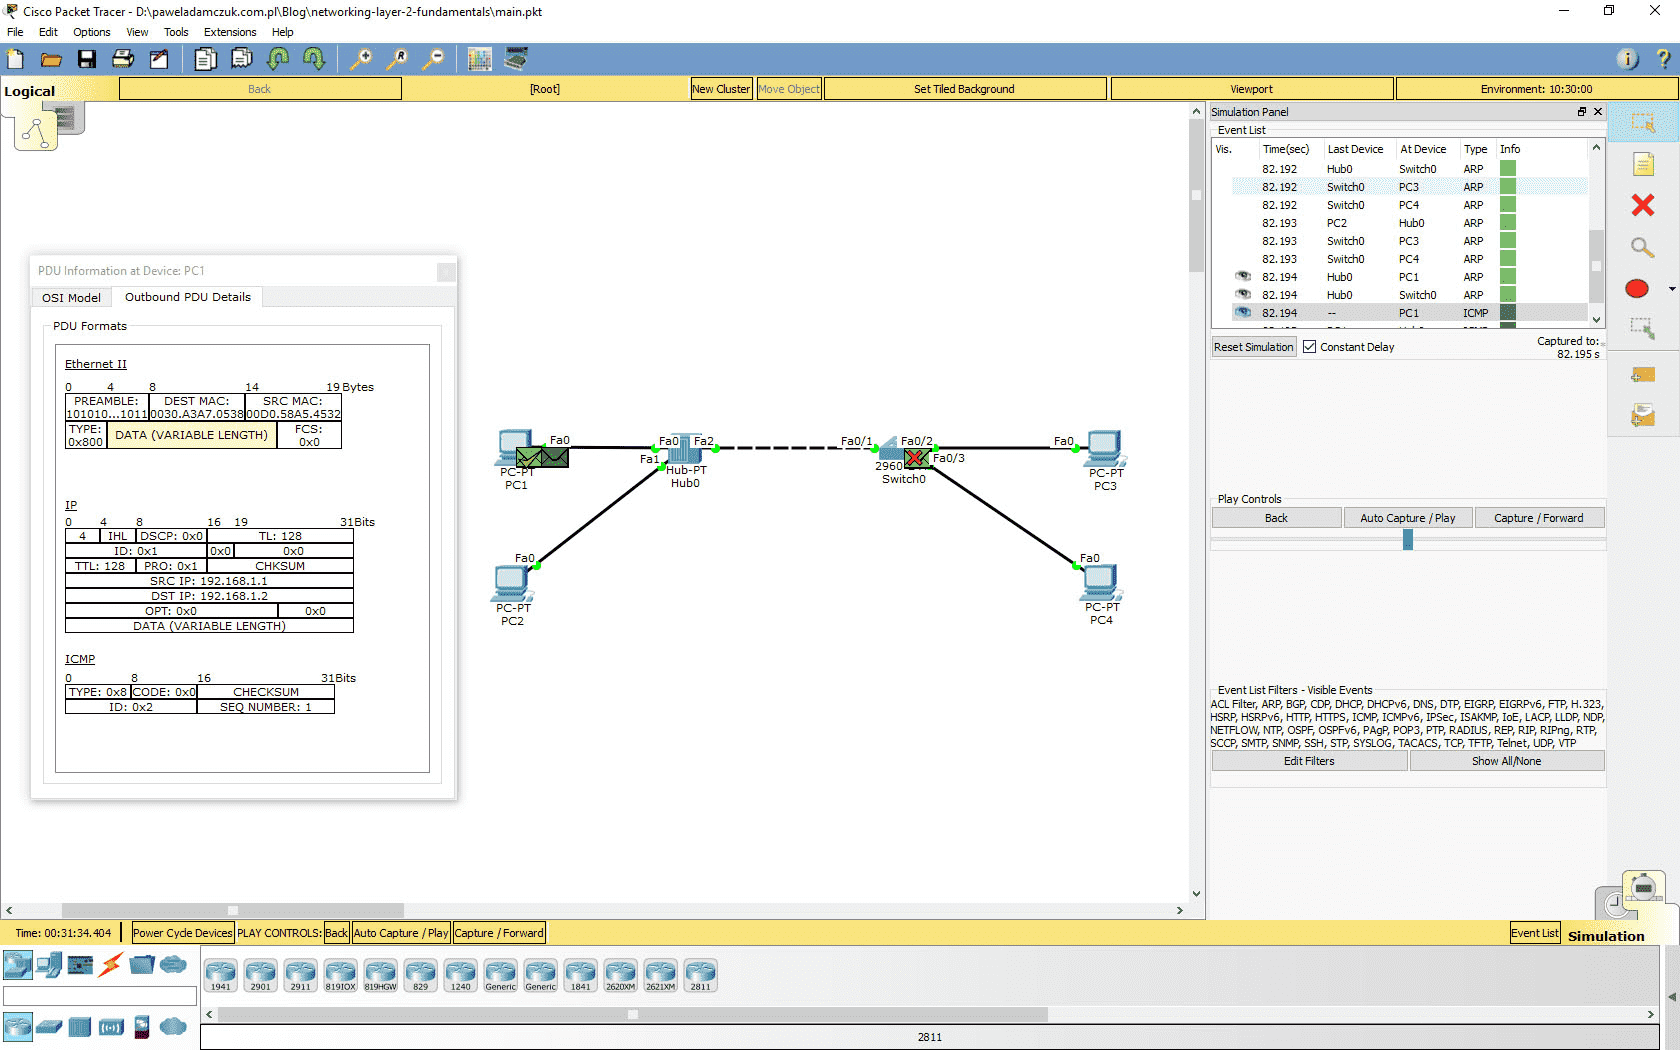 Cisco Packet Tracer - D:\paweladamczuk.com.pl\Blog\networking-layer-2-fundamentals\main.pkt
File Edit Options View Tools Extensions Help
Logical Back [Root] New Cluster Move Object Set Tiled Background Viewport Environment: 10:30:00
Simulation Panel
Event List
Vis. Time(sec) Last Device At Device Type Info
82.192 Hub0 Switch0 ARP
82.192 Switch0 PC3 ARP
82.192 Switch0 PC4 ARP
82.193 PC2 Hub0 ARP
82.193 Switch0 PC3 ARP
82.193 Switch0 PC4 ARP
82.194 Hub0 PC1 ARP
82.194 Hub0 Switch0 ARP
82.194 -- PC1 ICMP
Reset Simulation Constant Delay Captured to:
82.195 s
Play Controls
Back Auto Capture / Play Capture / Forward
Event List Filters - Visible Events
ACL Filter, ARP, BGP, CDP, DHCP, DHCPv6, DNS, DTP, EIGRP, EIGRPv6, FTP, H.323,
HSRP, HSRPv6, HTTP, HTTPS, ICMP, ICMPv6, IPSec, ISAKMP, IoE, LACP, LLDP, NDP,
NETFLOW, NTP, OSPF, OSPFv6, PAgP, POP3, PTP, RADIUS, REP, RIP, RIPng, RTP,
SCCP, SMTP, SNMP, SSH, STP, SYSLOG, TACACS, TCP, TFTP, Telnet, UDP, VTP
Edit Filters Show All/None
PDU Information at Device: PC1
OSI Model Outbound PDU Details
PDU Formats
Ethernet II
0 4 8 14 19 Bytes
PREAMBLE: DEST MAC: SRC MAC:
101010...1011 0030.A3A7.0538 00D0.58A5.4532
TYPE: DATA (VARIABLE LENGTH) FCS:
0x800 0x0
IP
0 4 8 16 19 31 Bits
4 IHL DSCP: 0x0 TL: 128
ID: 0x1 0x0 0x0
TTL: 128 PRO: 0x1 CHKSUM
SRC IP: 192.168.1.1
DST IP: 192.168.1.2
OPT: 0x0 0x0
DATA (VARIABLE LENGTH)
ICMP
0 8 16 31 Bits
TYPE: 0x8 CODE: 0x0 CHECKSUM
ID: 0x2 SEQ NUMBER: 1
Fa0 Fa0 Fa2 Fa0/1 Fa0/2 Fa0
Fa1 Fa0/3
PC-PT Hub-PT 2960 PC-PT
PC1 Hub0 Switch0 PC3
Fa0 Fa0
PC-PT PC-PT
PC2 PC4
Time: 00:31:34.404 Power Cycle Devices PLAY CONTROLS: Back Auto Capture / Play Capture / Forward Event List Simulation
1941 2901 2911 819IOX 819HGW 829 1240 Generic Generic 1841 2620XM 2621XM 2811
2811